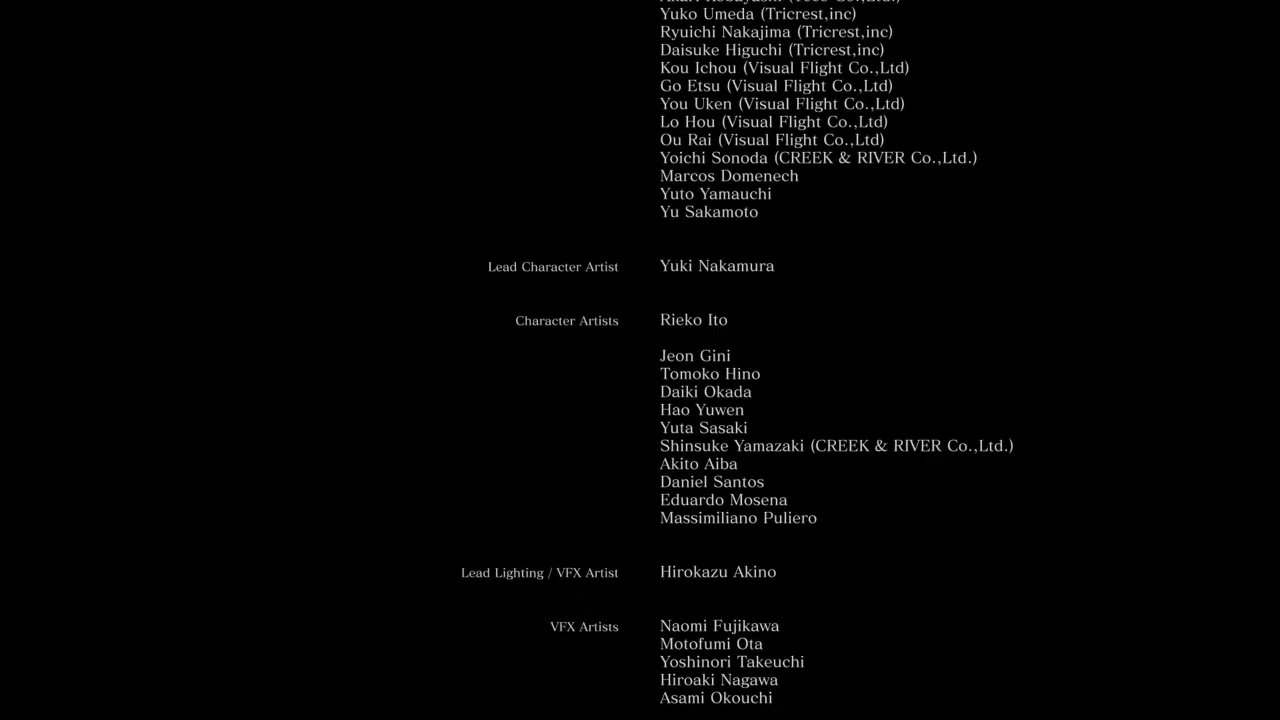 Yuko Umeda (Tricrest,inc)
Ryuichi Nakajima (Tricrest,inc)
Daisuke Higuchi (Tricrest,inc)
Kou Ichou (Visual Flight Co.,Ltd)
Go Etsu (Visual Flight Co.,Ltd)
You Uken (Visual Flight Co.,Ltd)
Lo Hou (Visual Flight Co.,Ltd)
Ou Rai (Visual Flight Co.,Ltd)
Yoichi Sonoda (CREEK & RIVER Co.,Ltd.)
Marcos Domenech
Yuto Yamauchi
Yu Sakamoto
Lead Character Artist Yuki Nakamura
Character Artists Rieko Ito
Jeon Gini
Tomoko Hino
Daiki Okada
Hao Yuwen
Yuta Sasaki
Shinsuke Yamazaki (CREEK & RIVER Co.,Ltd.)
Akito Aiba
Daniel Santos
Eduardo Mosena
Massimiliano Puliero
Lead Lighting / VFX Artist Hirokazu Akino
VFX Artists Naomi Fujikawa
Motofumi Ota
Yoshinori Takeuchi
Hiroaki Nagawa
Asami Okouchi